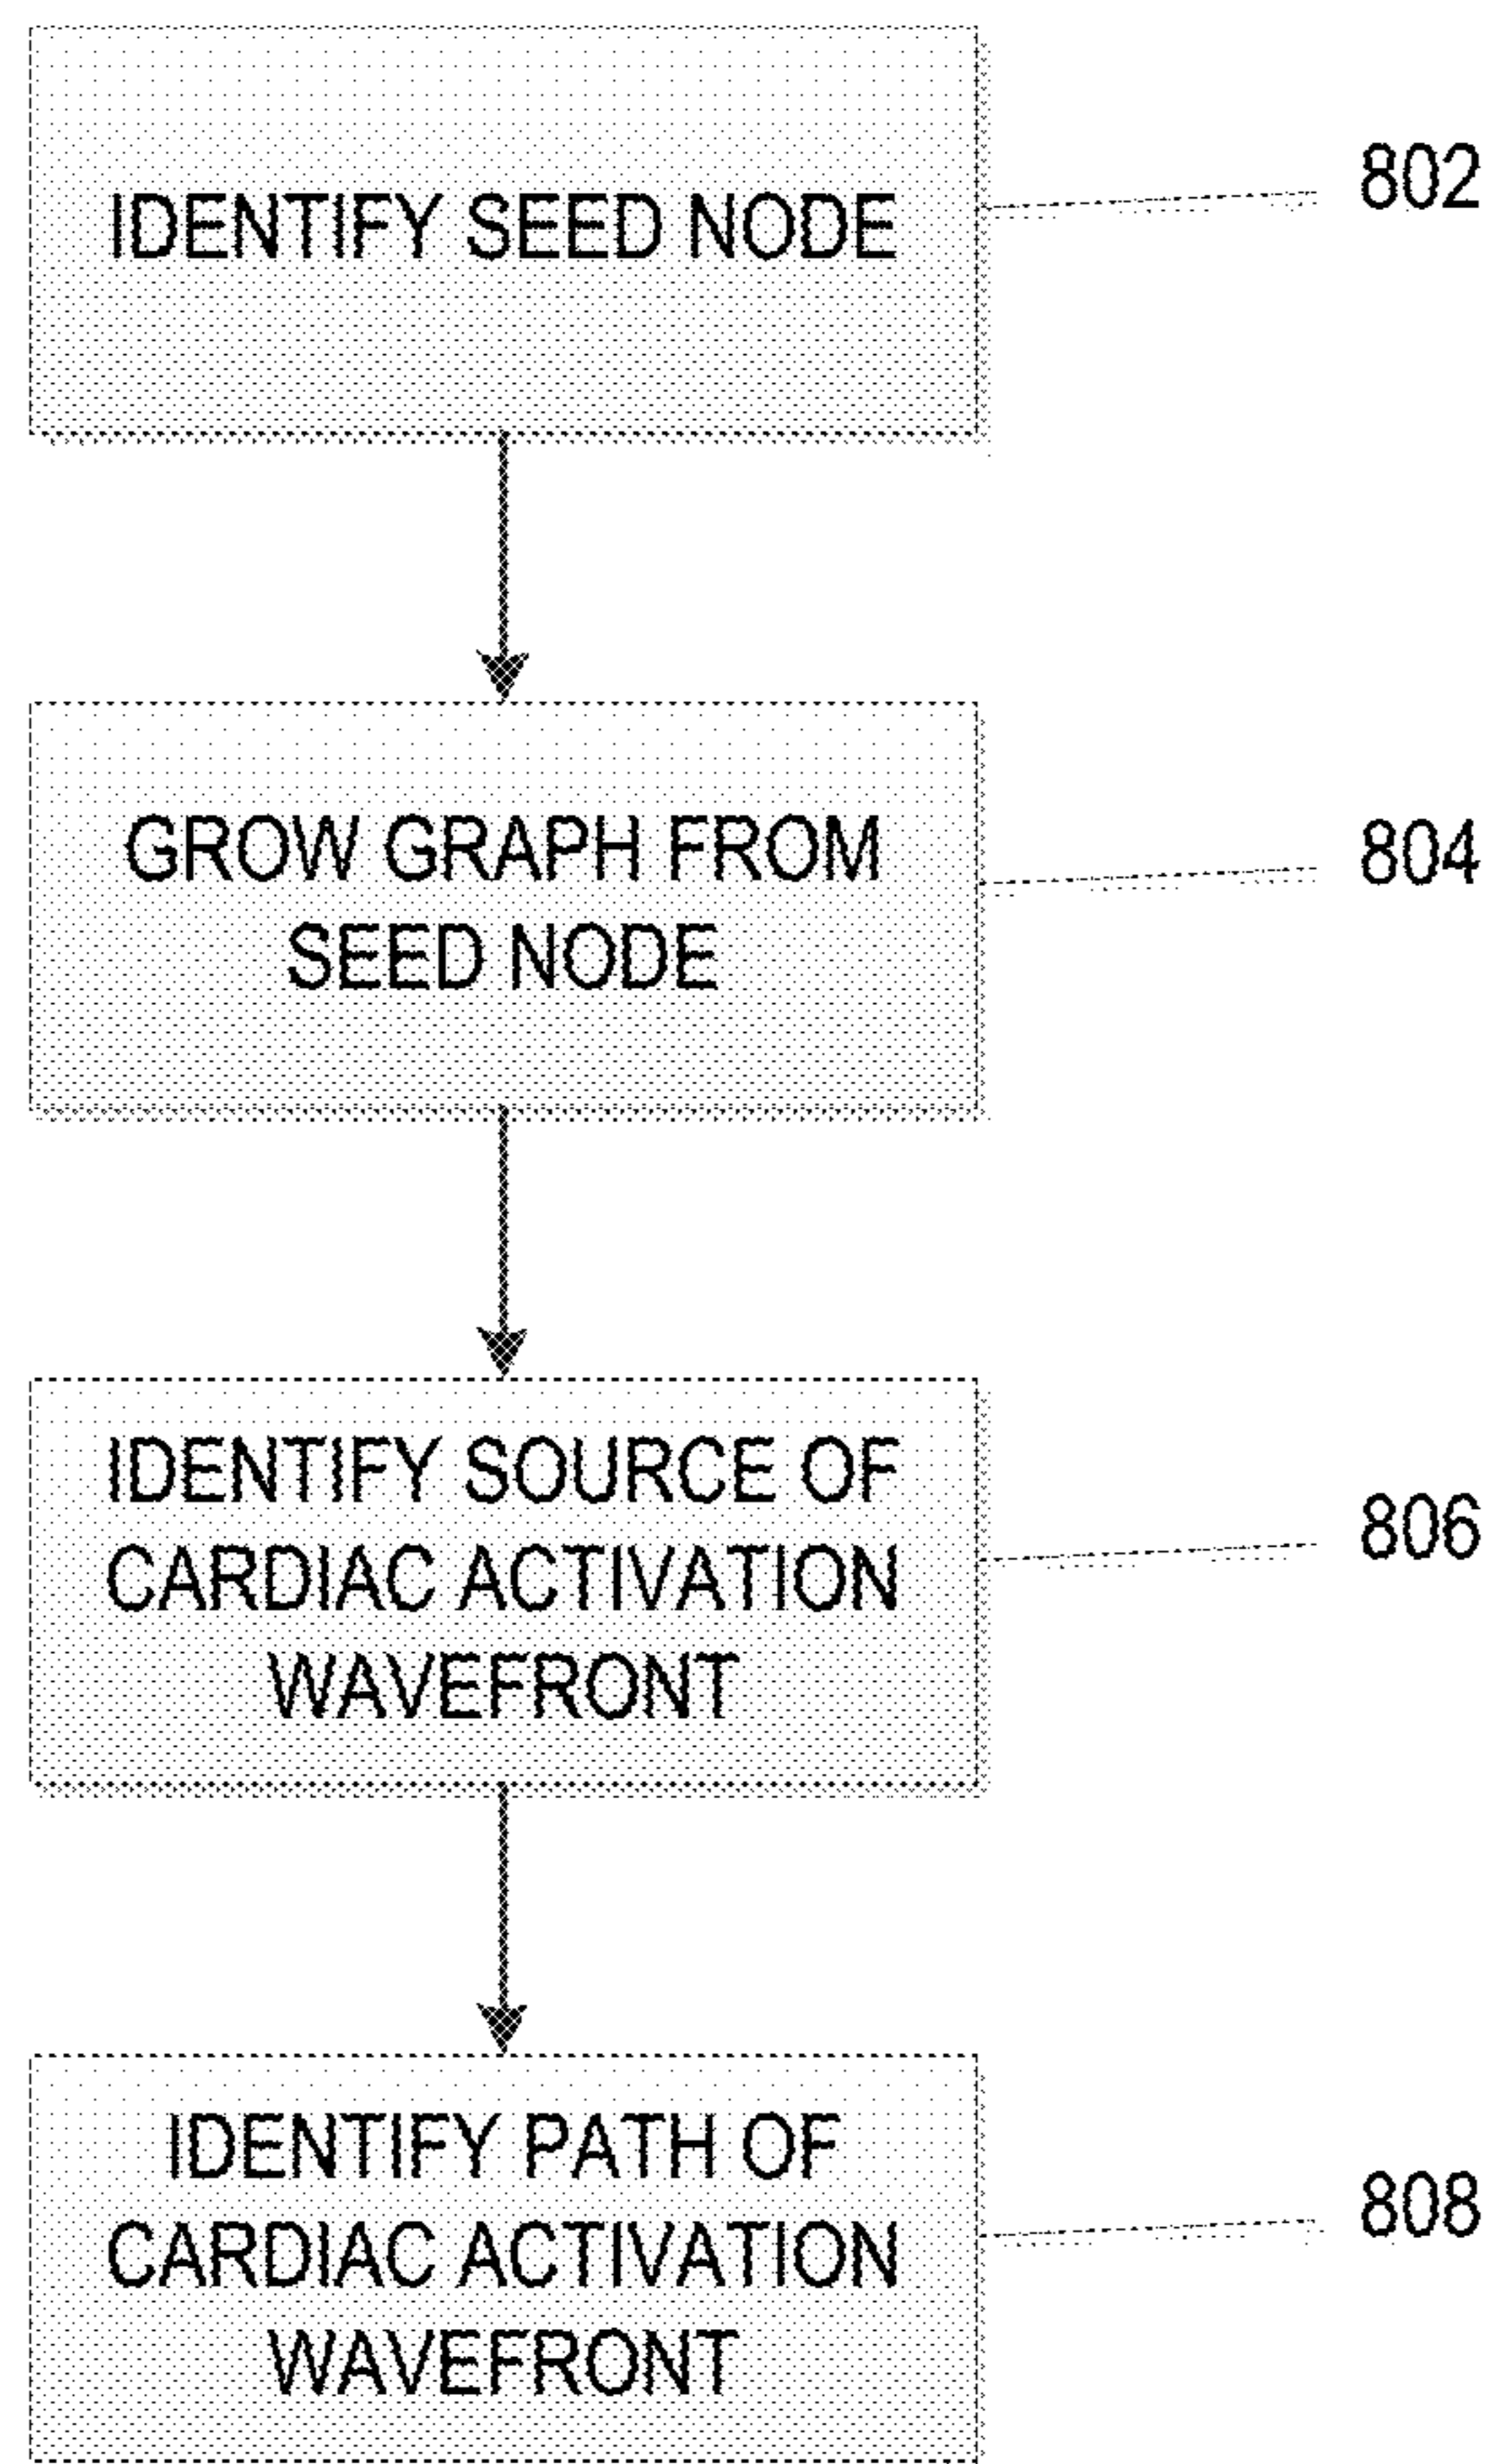 IDENTIFY SEED NODE
802
GROW GRAPH FROM
SEED NODE
804
IDENTIFY SOURCE OF
CARDIAC ACTIVATION
WAVEFRONT
806
IDENTIFY PATH OF
CARDIAC ACTIVATION
WAVEFRONT
808